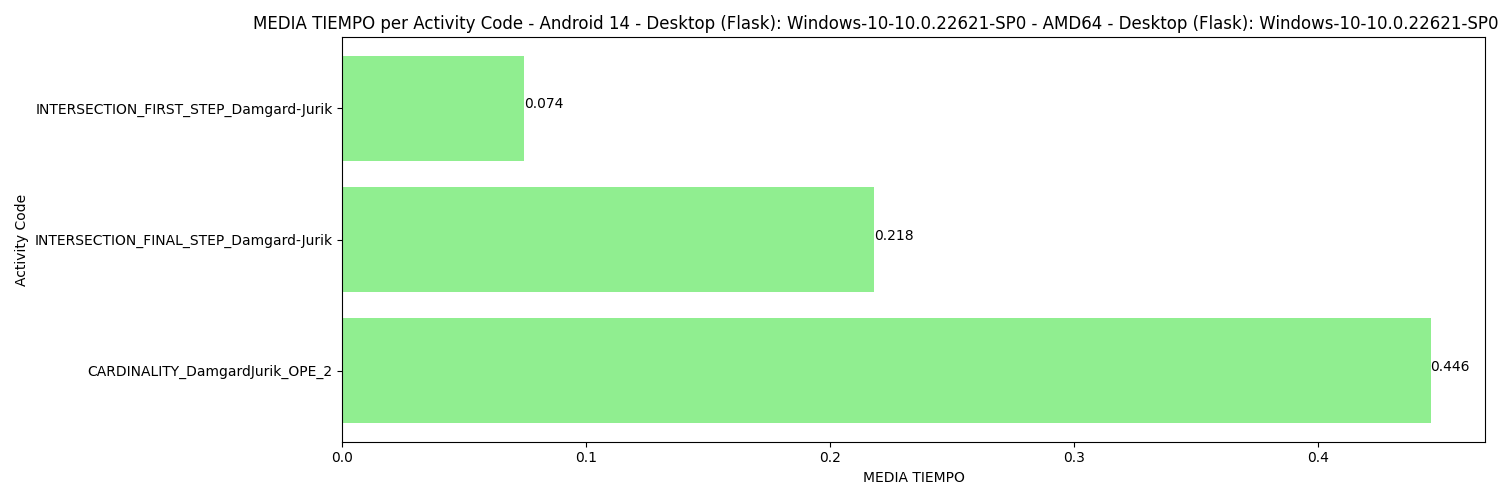 MEDIA TIEMPO per Activity Code - Android 14 - Desktop (Flask): Windows-10-10.0.22621-SP0 - AMD64 - Desktop (Flask): Windows-10-10.0.22621-SP0
Activity Code
INTERSECTION_FIRST_STEP_Damgard-Jurik
0.074
INTERSECTION_FINAL_STEP_Damgard-Jurik
0.218
CARDINALITY_DamgardJurik_OPE_2
0.446
0.0 0.1 0.2 0.3 0.4
MEDIA TIEMPO